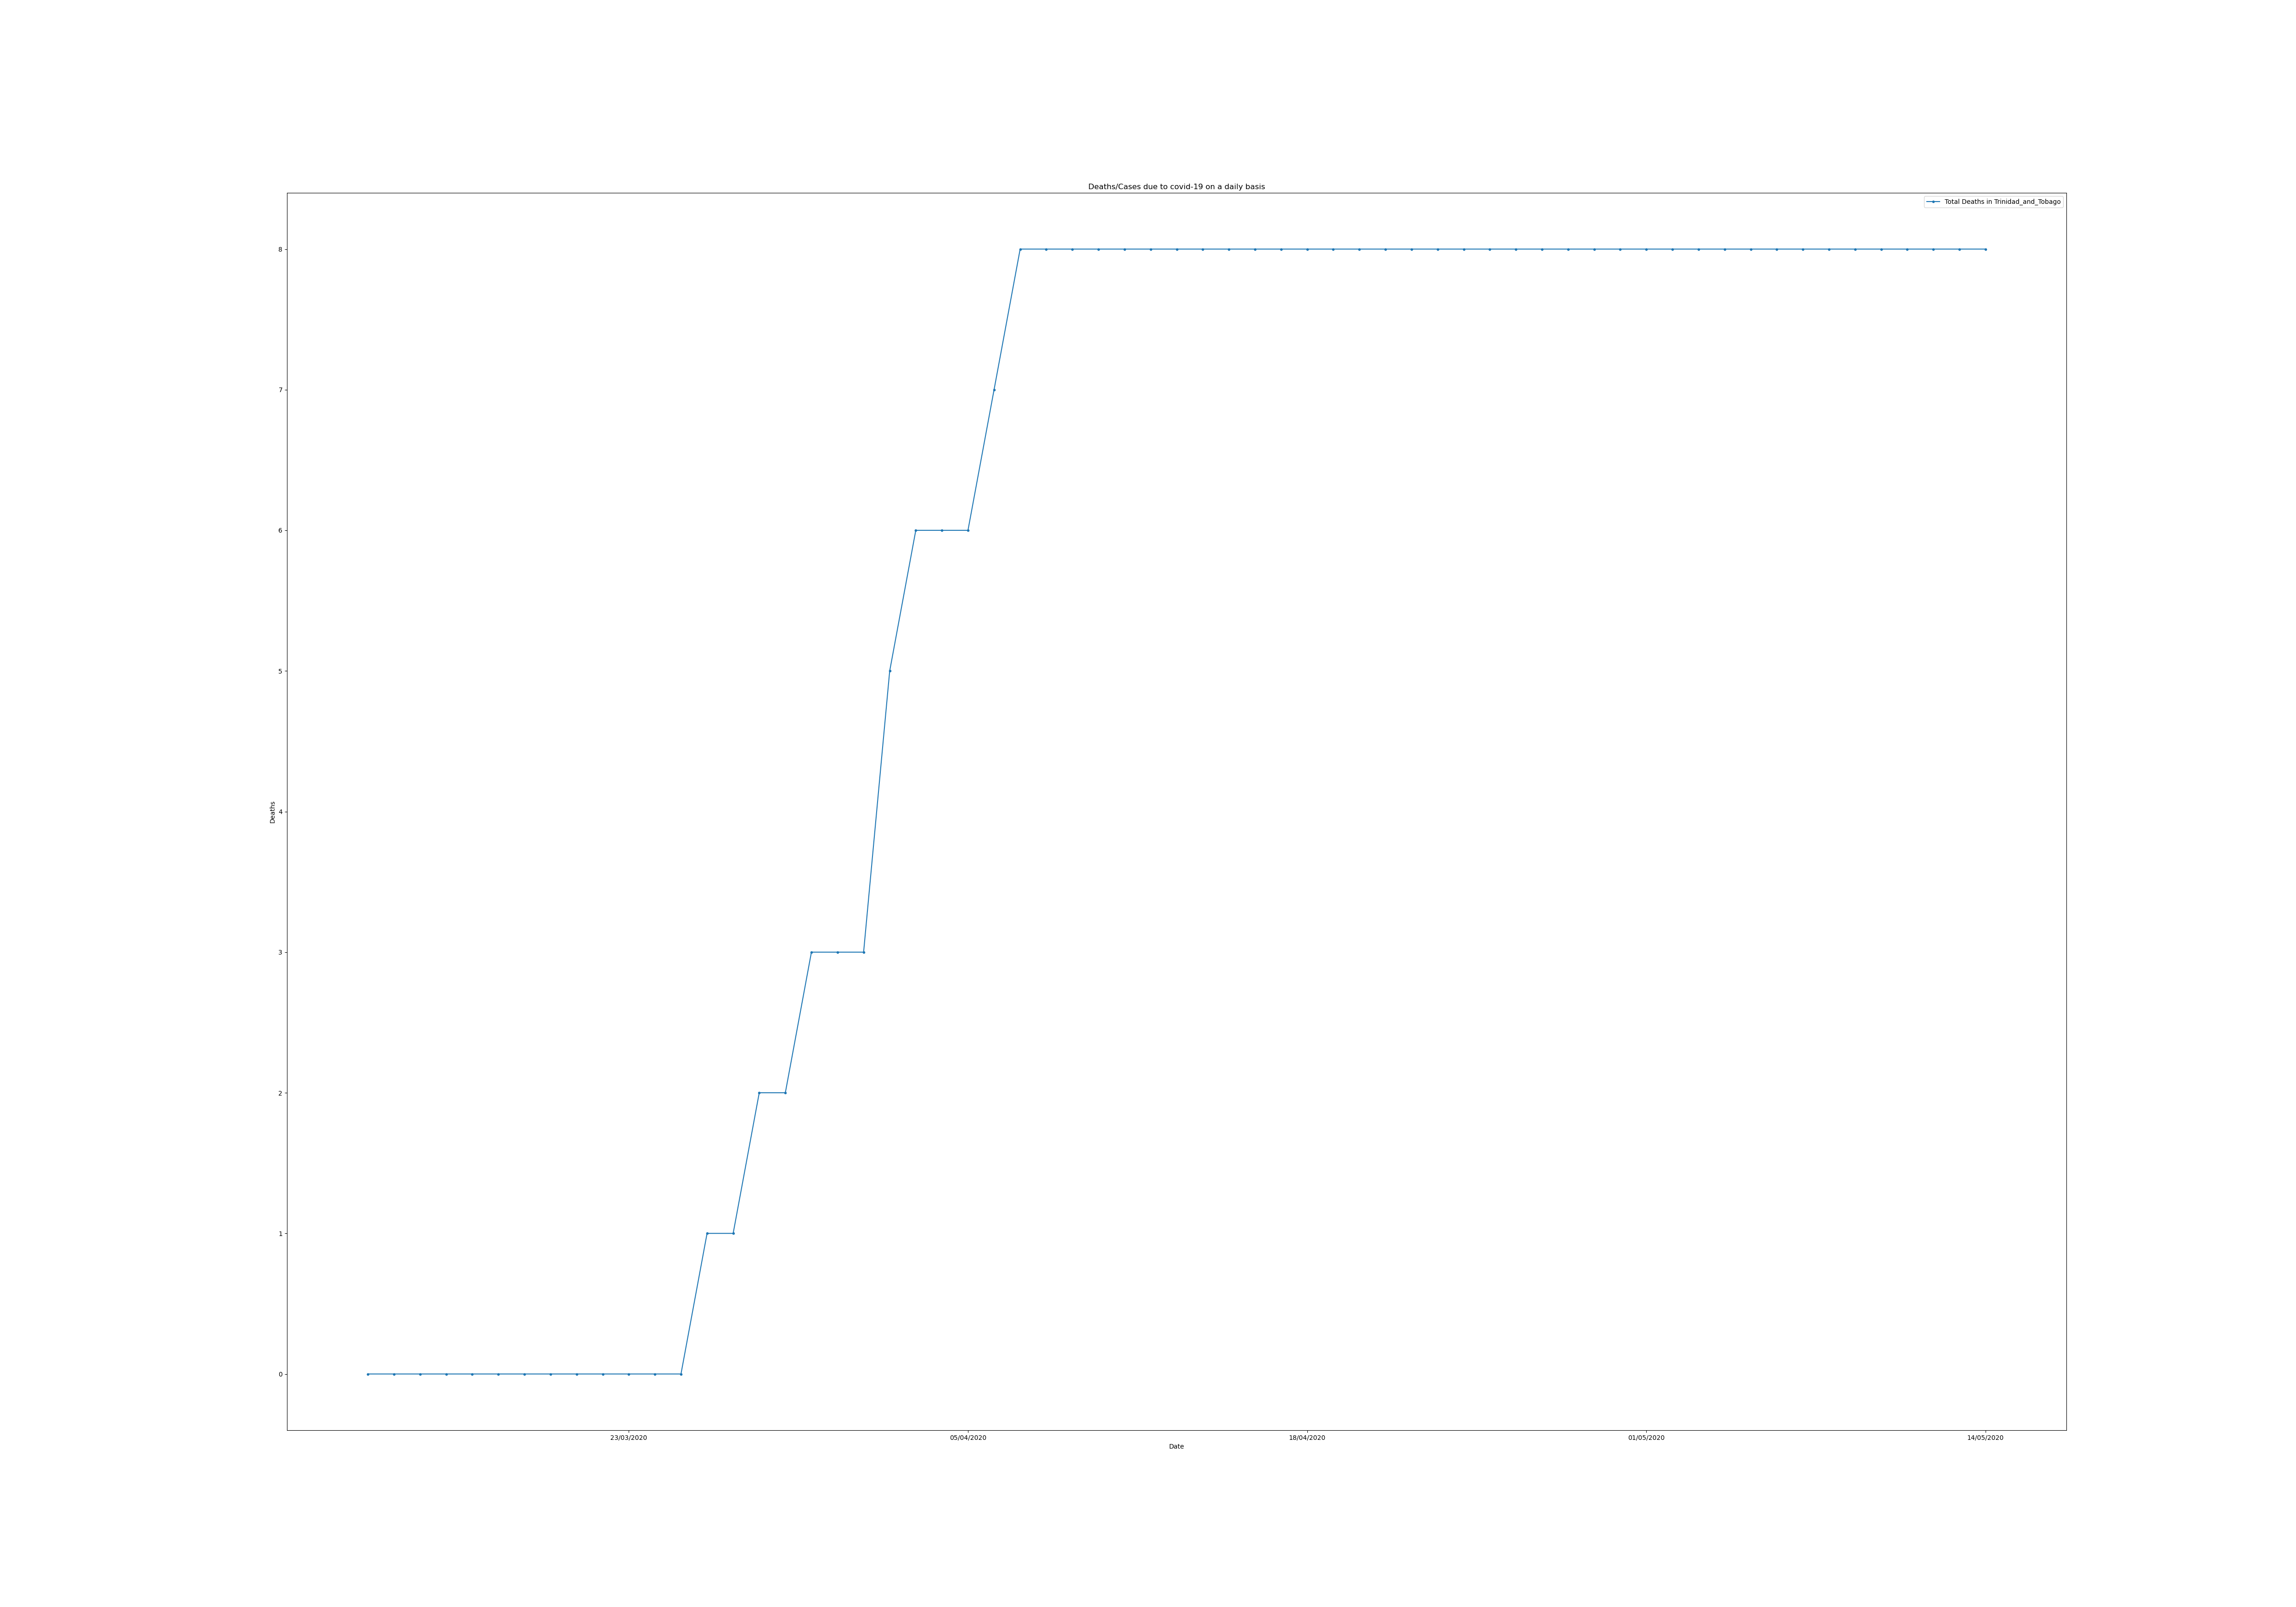 Deaths/Cases due to covid-19 on a daily basis
Total Deaths in Trinidad_and_Tobago
8
7
6
5
4
3
2
1
0
Deaths
23/03/2020 05/04/2020 18/04/2020 01/05/2020 14/05/2020
Date